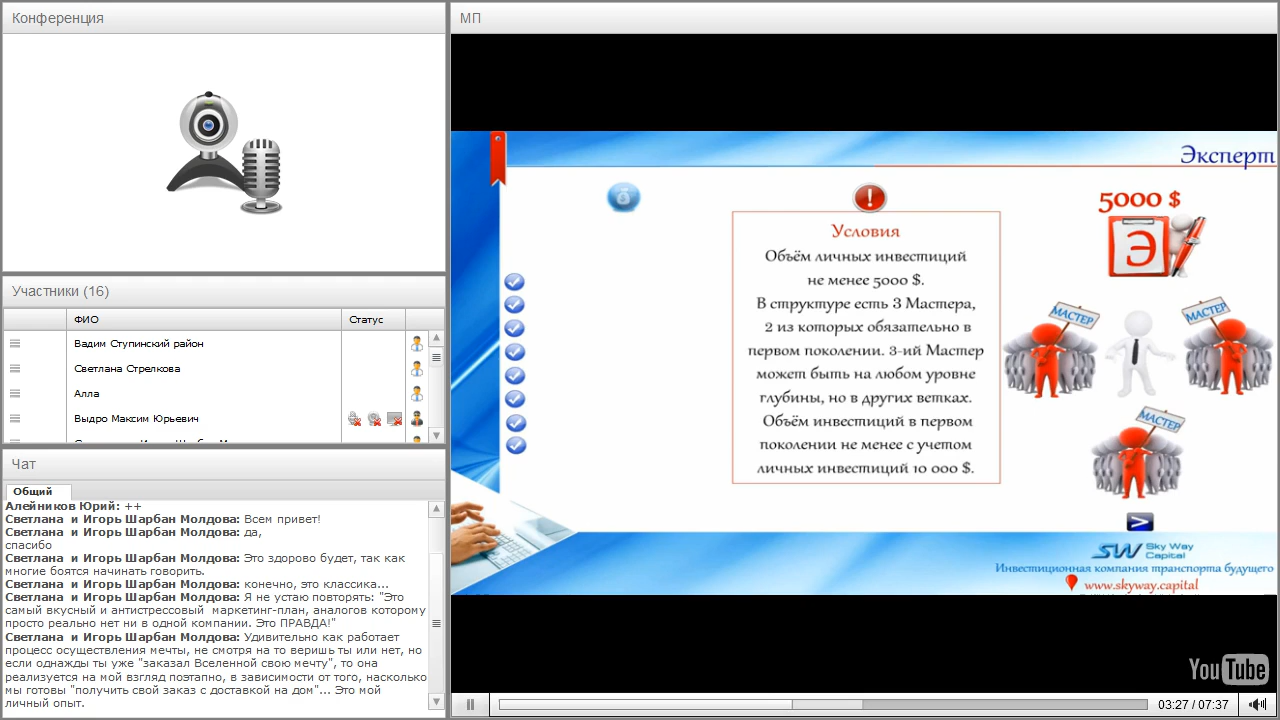 Конференция
Участники (16)
ФИО
Статус
Вадим Ступинский район
Светлана Стрелкова
Алла
Выдро Максим Юрьевич
Чат
Общий
Алейников Юрий: ++
Светлана и Игорь Шарбан Молдова: Всем привет!
Светлана и Игорь Шарбан Молдова: да,
спасибо
Светлана и Игорь Шарбан Молдова: Это здорово будет, так как
многие боятся начинать говорить.
Светлана и Игорь Шарбан Молдова: конечно, это классика...
Светлана и Игорь Шарбан Молдова: Я не устаю повторять: "Это
самый вкусный и антистрессовый маркетинг-план, аналогов которому
просто реально нет ни в одной компании. Это ПРАВДА!"
Светлана и Игорь Шарбан Молдова: Удивительно как работает
процесс осуществления мечты, не смотря на то веришь ты или нет, но
если однажды ты уже "заказал Вселенной свою мечту", то она
реализуется на мой взгляд поэтапно, в зависимости от того, насколько
мы готовы "получить свой заказ с доставкой на дом"... Это мой
личный опыт.
МП
Эксперт
Условия
Объём личных инвестиций
не менее 5000 $.
В структуре есть 3 Мастера,
2 из которых обязательно в
первом поколении. 3-ий Мастер
может быть на любом уровне
глубины, но в других ветках.
Объём инвестиций в первом
поколении не менее с учетом
личных инвестиций 10 000 $.
5000 $
Э
МАСТЕР
МАСТЕР
МАСТЕР
SW Sky Way
Capital
Инвестиционная компания транспорта будущего
www.skyway.capital
YouTube
03:27 / 07:37